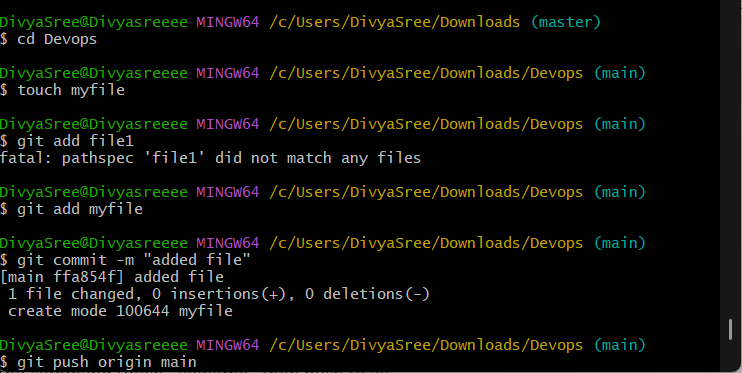 DivyaSree@Divyasreeee MINGW64 /c/Users/DivyaSree/Downloads (master)
$ cd Devops
DivyaSree@Divyasreeee MINGW64 /c/Users/DivyaSree/Downloads/Devops (main)
$ touch myfile
DivyaSree@Divyasreeee MINGW64 /c/Users/DivyaSree/Downloads/Devops (main)
$ git add file1
fatal: pathspec 'file1' did not match any files
DivyaSree@Divyasreeee MINGW64 /c/Users/DivyaSree/Downloads/Devops (main)
$ git add myfile
DivyaSree@Divyasreeee MINGW64 /c/Users/DivyaSree/Downloads/Devops (main)
$ git commit -m "added file"
[main ffa854f] added file
 1 file changed, 0 insertions(+), 0 deletions(-)
 create mode 100644 myfile
DivyaSree@Divyasreeee MINGW64 /c/Users/DivyaSree/Downloads/Devops (main)
$ git push origin main